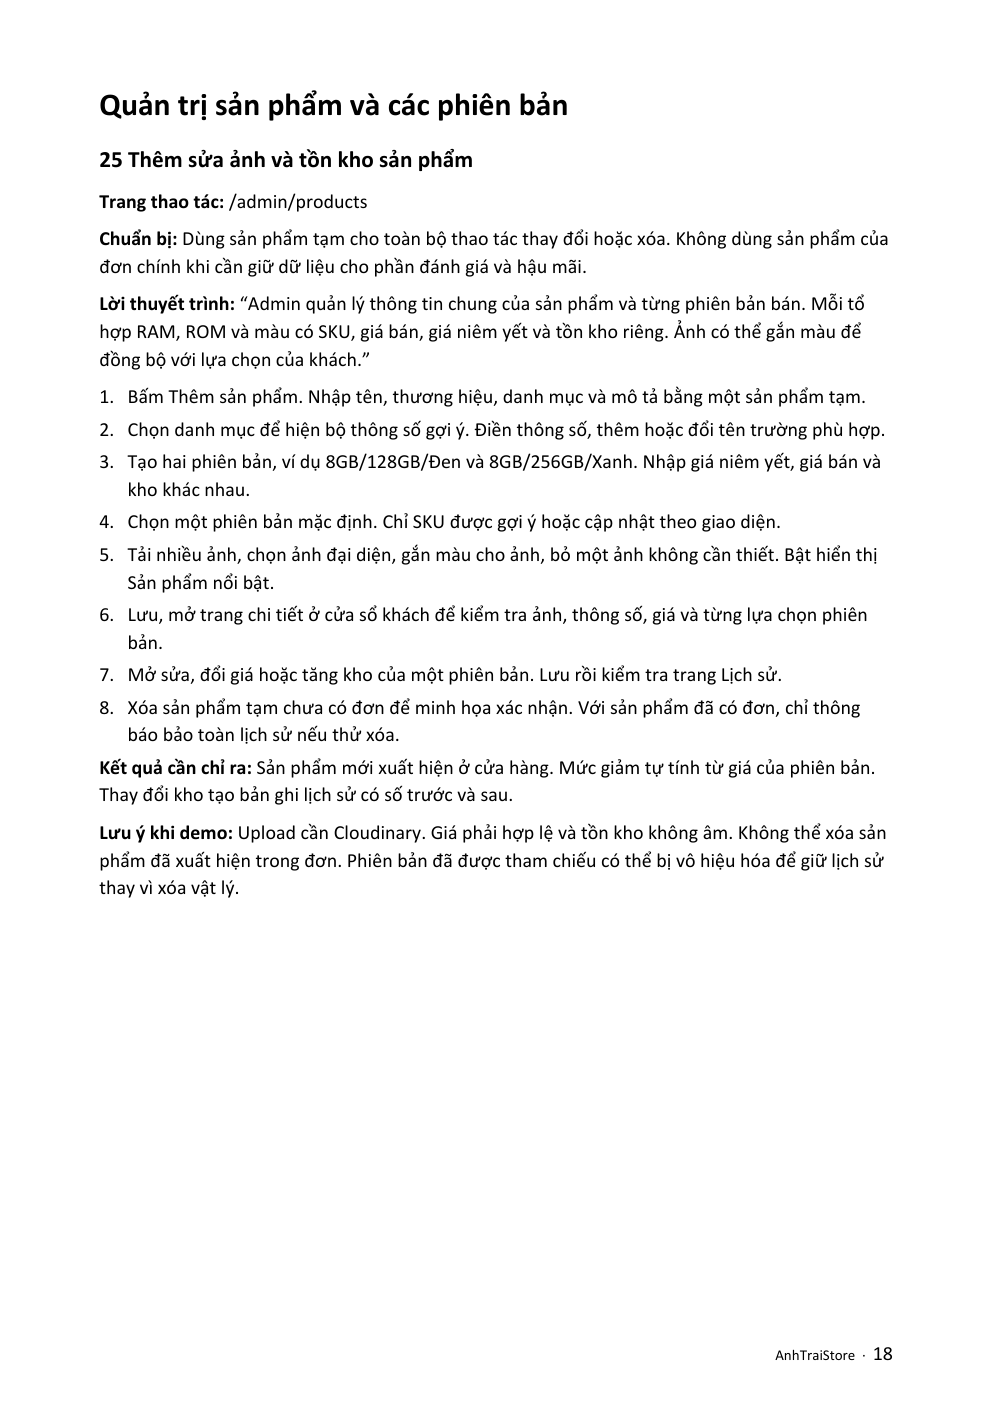 Quản trị sản phẩm và các phiên bản
25 Thêm sửa ảnh và tồn kho sản phẩm
Trang thao tác: /admin/products
Chuẩn bị: Dùng sản phẩm tạm cho toàn bộ thao tác thay đổi hoặc xóa. Không dùng sản phẩm của
đơn chính khi cần giữ dữ liệu cho phần đánh giá và hậu mãi.
Lời thuyết trình: “Admin quản lý thông tin chung của sản phẩm và từng phiên bản bán. Mỗi tổ
hợp RAM, ROM và màu có SKU, giá bán, giá niêm yết và tồn kho riêng. Ảnh có thể gắn màu để
đồng bộ với lựa chọn của khách.”
1. Bấm Thêm sản phẩm. Nhập tên, thương hiệu, danh mục và mô tả bằng một sản phẩm tạm.
2. Chọn danh mục để hiện bộ thông số gợi ý. Điền thông số, thêm hoặc đổi tên trường phù hợp.
3. Tạo hai phiên bản, ví dụ 8GB/128GB/Đen và 8GB/256GB/Xanh. Nhập giá niêm yết, giá bán và
kho khác nhau.
4. Chọn một phiên bản mặc định. Chỉ SKU được gợi ý hoặc cập nhật theo giao diện.
5. Tải nhiều ảnh, chọn ảnh đại diện, gắn màu cho ảnh, bỏ một ảnh không cần thiết. Bật hiển thị
Sản phẩm nổi bật.
6. Lưu, mở trang chi tiết ở cửa sổ khách để kiểm tra ảnh, thông số, giá và từng lựa chọn phiên
bản.
7. Mở sửa, đổi giá hoặc tăng kho của một phiên bản. Lưu rồi kiểm tra trang Lịch sử.
8. Xóa sản phẩm tạm chưa có đơn để minh họa xác nhận. Với sản phẩm đã có đơn, chỉ thông
báo bảo toàn lịch sử nếu thử xóa.
Kết quả cần chỉ ra: Sản phẩm mới xuất hiện ở cửa hàng. Mức giảm tự tính từ giá của phiên bản.
Thay đổi kho tạo bản ghi lịch sử có số trước và sau.
Lưu ý khi demo: Upload cần Cloudinary. Giá phải hợp lệ và tồn kho không âm. Không thể xóa sản
phẩm đã xuất hiện trong đơn. Phiên bản đã được tham chiếu có thể bị vô hiệu hóa để giữ lịch sử
thay vì xóa vật lý.
AnhTraiStore · 18